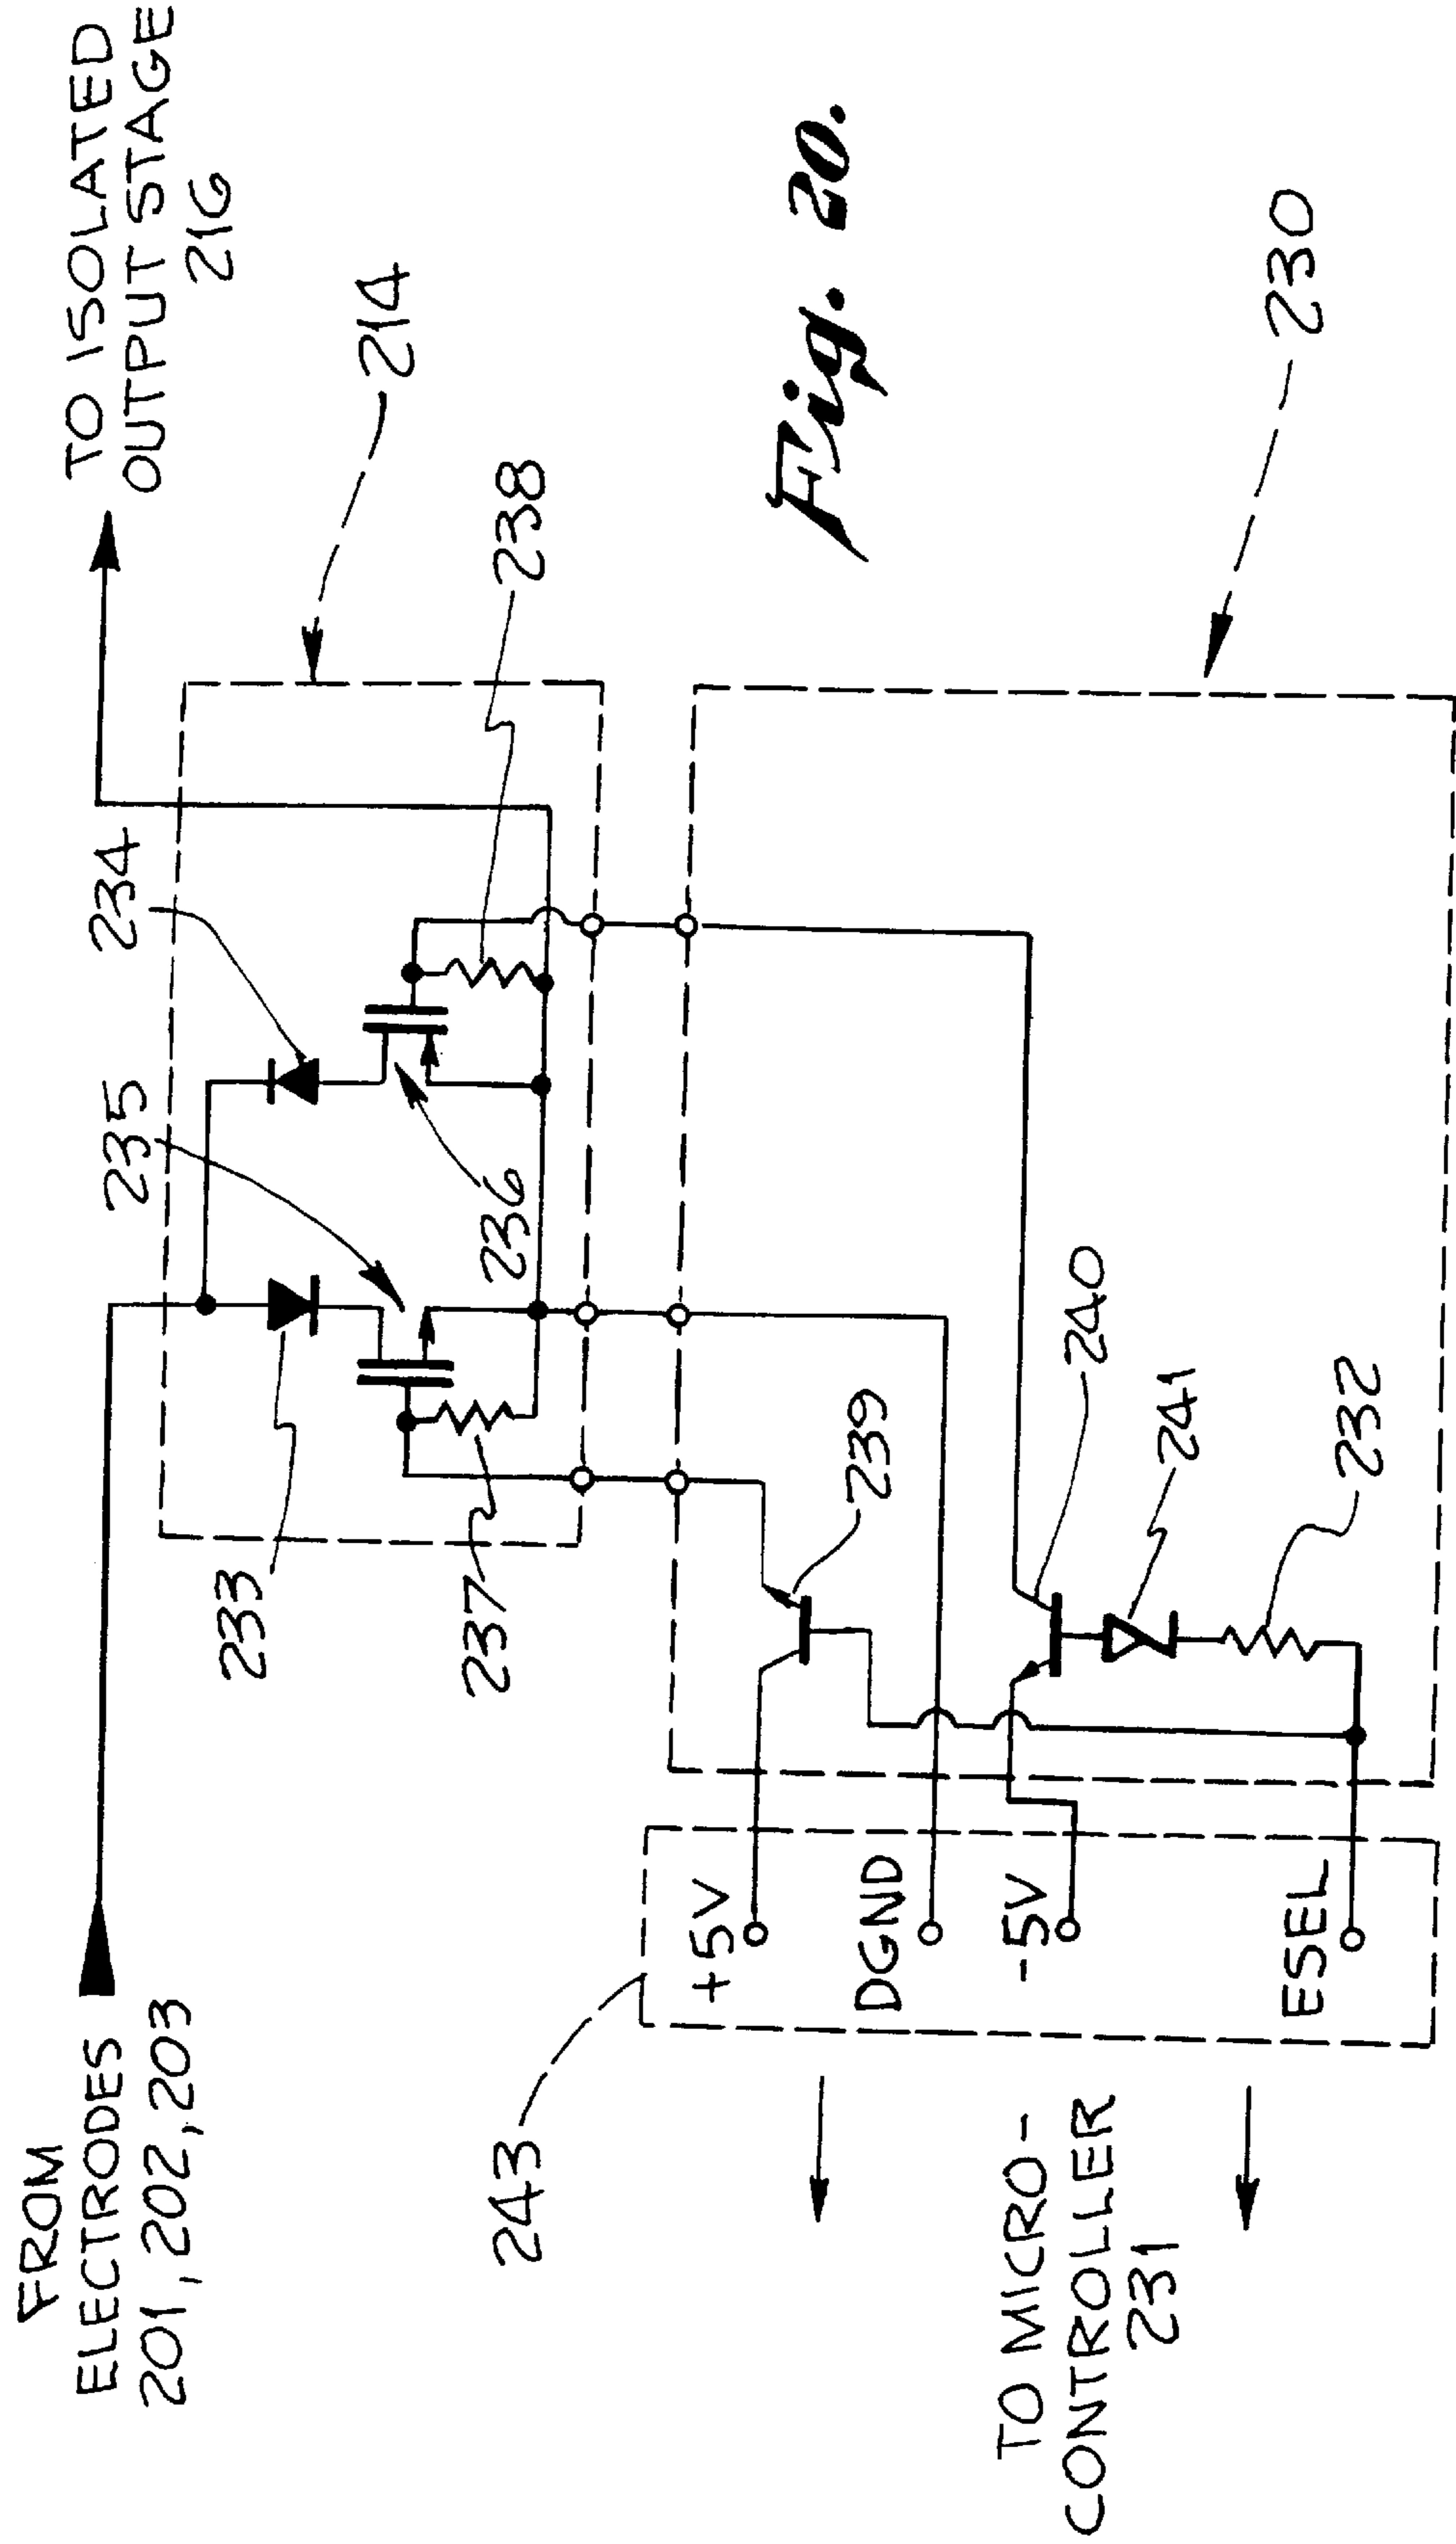 FROM
ELECTRODES
201, 202, 203
TO ISOLATED
OUTPUT STAGE
216
233
235
234
214
237
236
238
Fig. 20.
243
+5V
DGND
-5V
ESEL
239
240
241
232
230
TO MICRO-
CONTROLLER
231